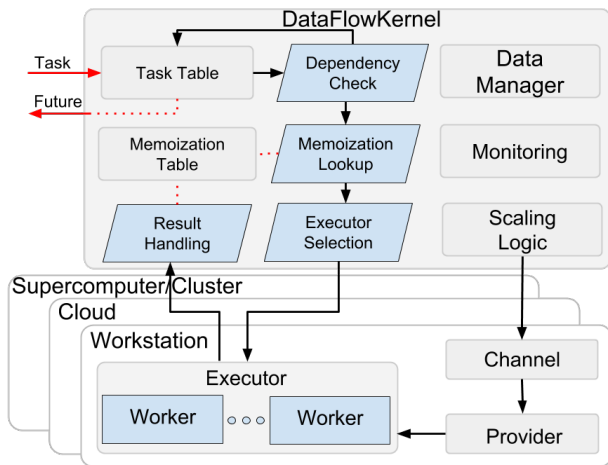 DataFlowKernel
Task
Future
Task Table
Dependency
Check
Data
Manager
Memoization
Table
Memoization
Lookup
Monitoring
Result
Handling
Executor
Selection
Scaling
Logic
Supercomputer/Cluster
Cloud
Workstation
Executor
Worker
Worker
Channel
Provider